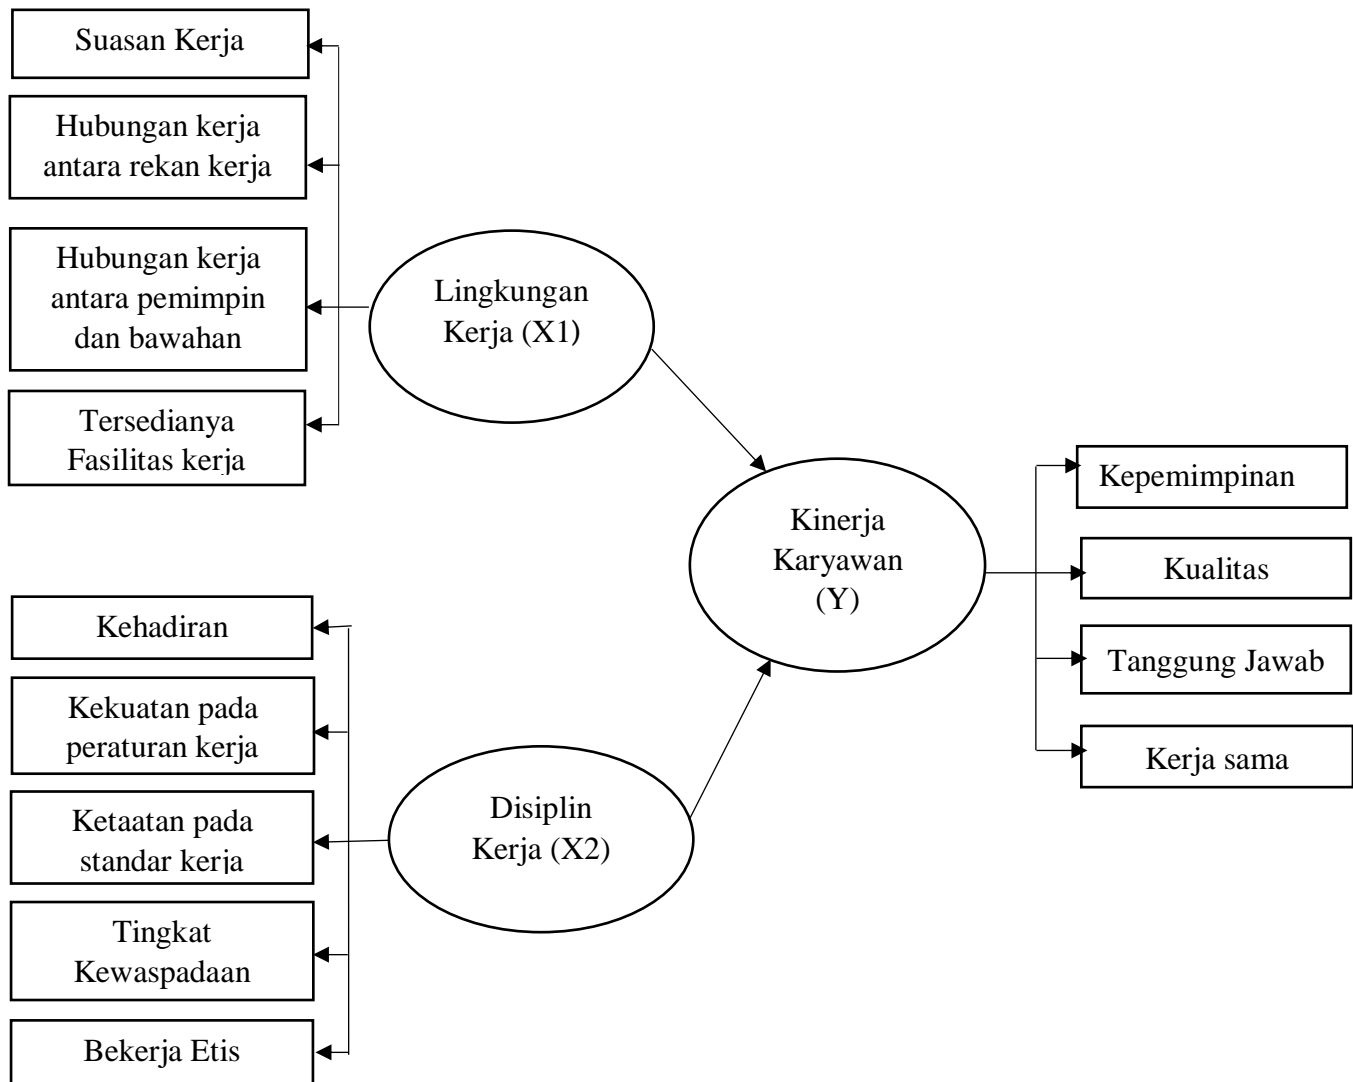 Suasan Kerja
Hubungan kerja
antara rekan kerja
Hubungan kerja
antara pemimpin
dan bawahan
Tersedianya
Fasilitas kerja
Lingkungan
Kerja (X1)
Kinerja
Karyawan
(Y)
Kepemimpinan
Kualitas
Tanggung Jawab
Kerja sama
Kehadiran
Kekuatan pada
peraturan kerja
Ketaatan pada
standar kerja
Tingkat
Kewaspadaan
Bekerja Etis
Disiplin
Kerja (X2)